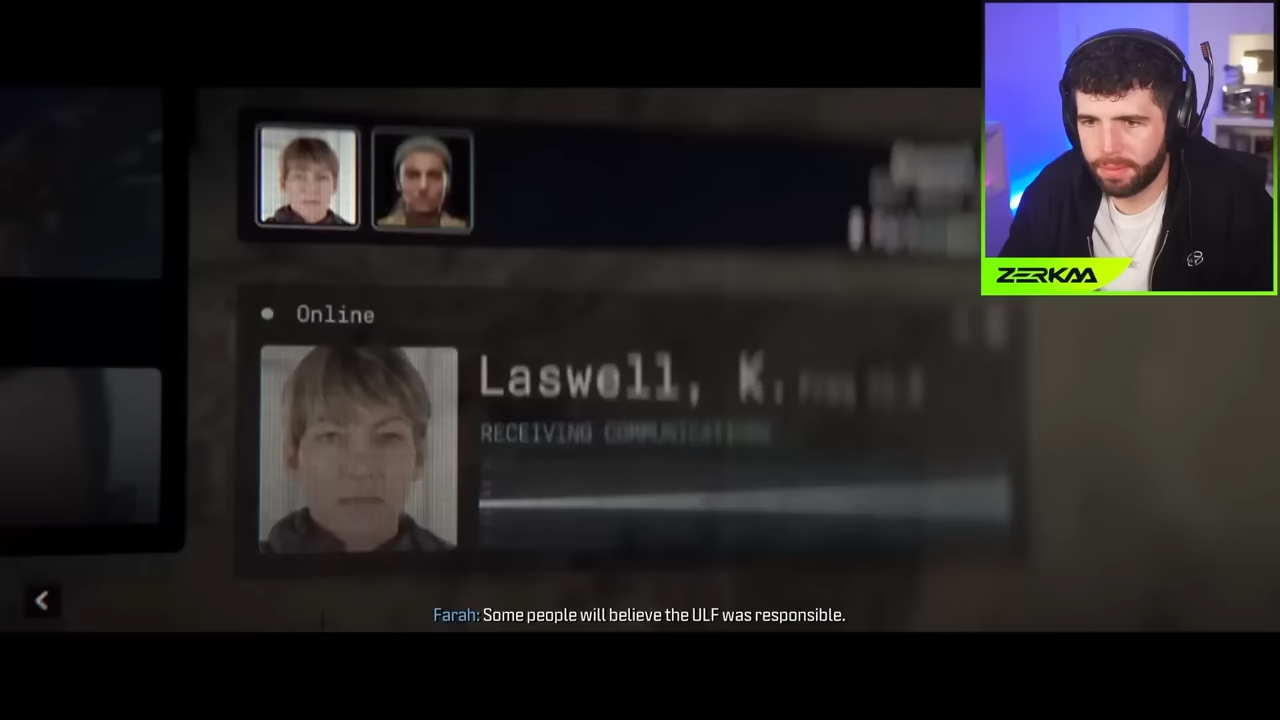 ZERKAA
Online
Laswell, K.
RECEIVING COMMUNICATIONS
Farah: Some people will believe the ULF was responsible.